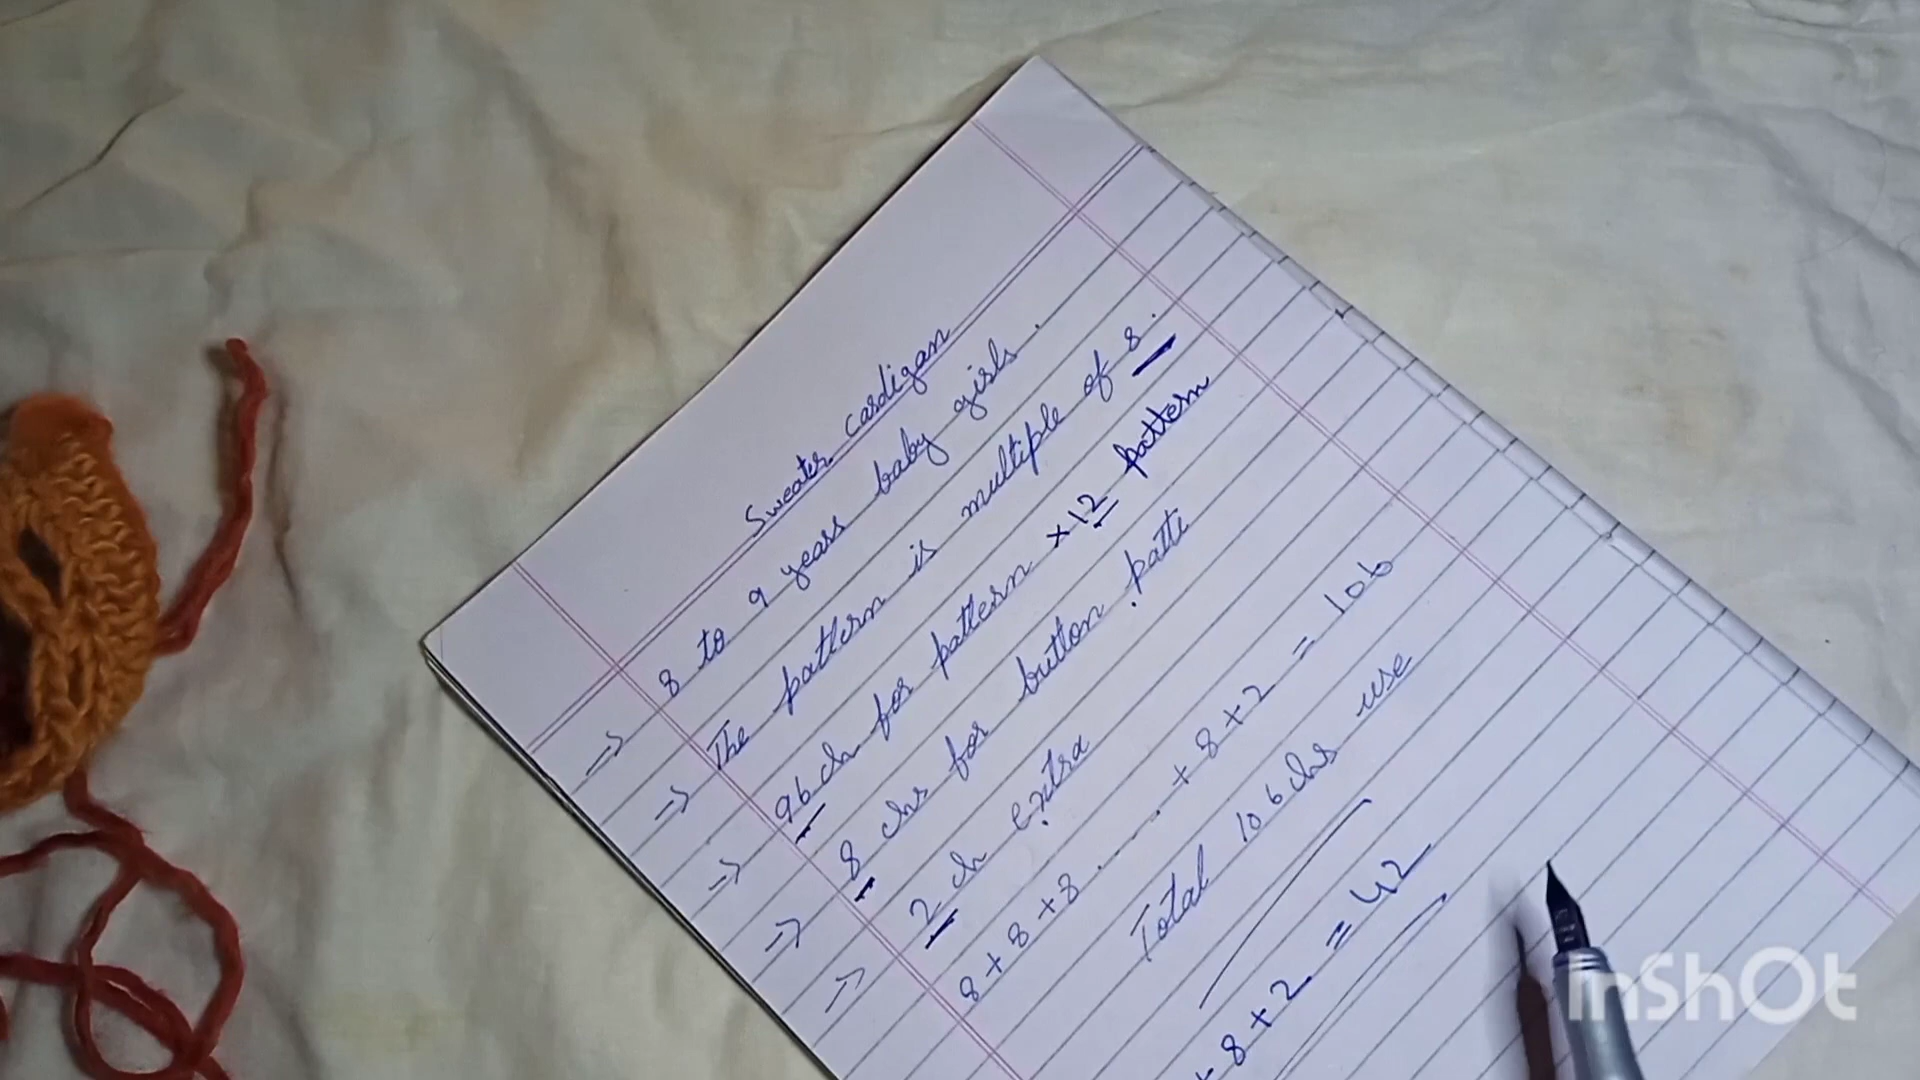 Sweater cardigan
⇒ 8 to 9 years baby girls.
⇒ The pattern is multiple of 8.
⇒ 96 ch for pattern × 12 pattern
⇒ 8 chs for button patti
⇒ 2 ch extra
8 + 8 + 8 ..... + 8 + 2 = 106
Total 106 chs use
+ 8 + 2 = 42
InShOt